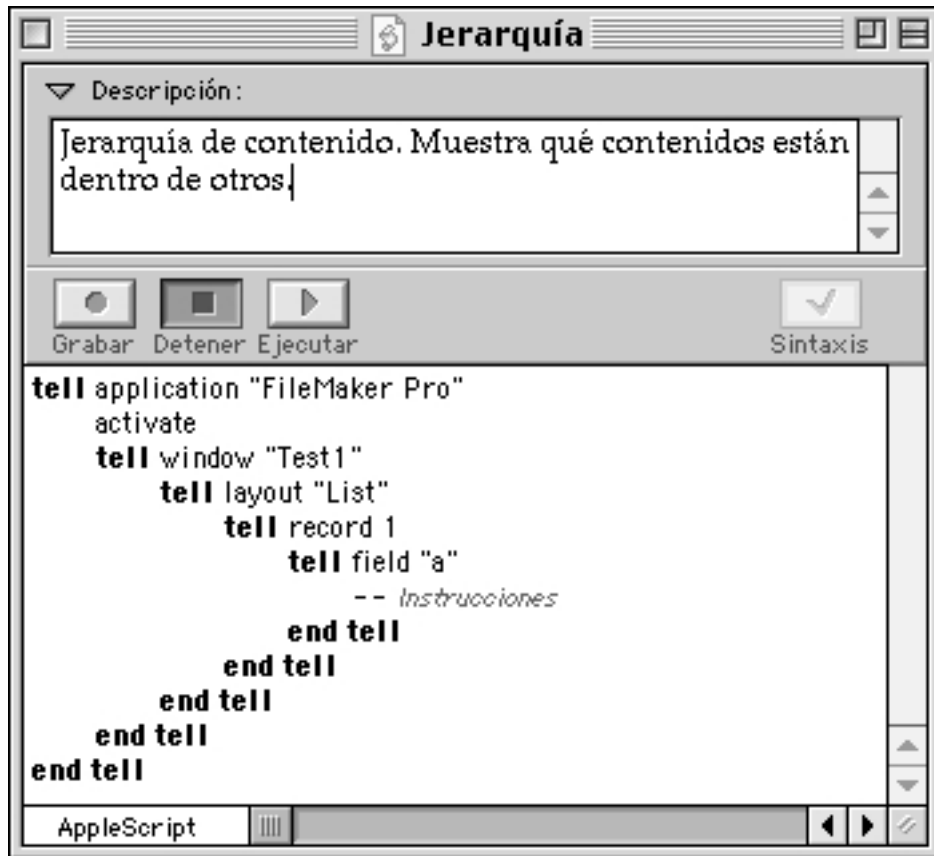 Jerarquía
Descripción:
Jerarquía de contenido. Muestra qué contenidos están
dentro de otros.
Grabar Detener Ejecutar Sintaxis
tell application "FileMaker Pro"
activate
tell window "Test1"
tell layout "List"
tell record 1
tell field "a"
-- Instrucciones
end tell
end tell
end tell
end tell
end tell
AppleScript